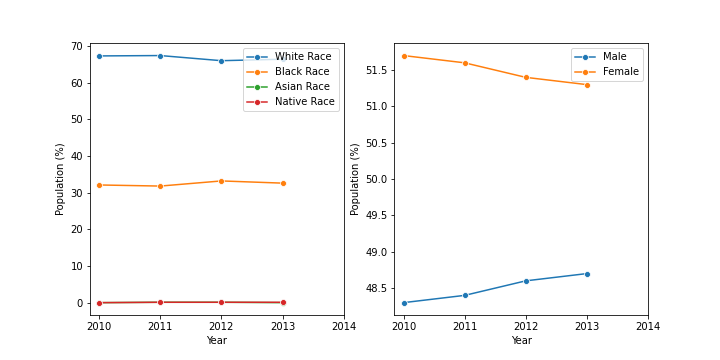 70
60
50
40
30
20
10
0
Population (%)
2010 2011 2012 2013 2014
Year
White Race
Black Race
Asian Race
Native Race
51.5
51.0
50.5
50.0
49.5
49.0
48.5
Population (%)
2010 2011 2012 2013 2014
Year
Male
Female